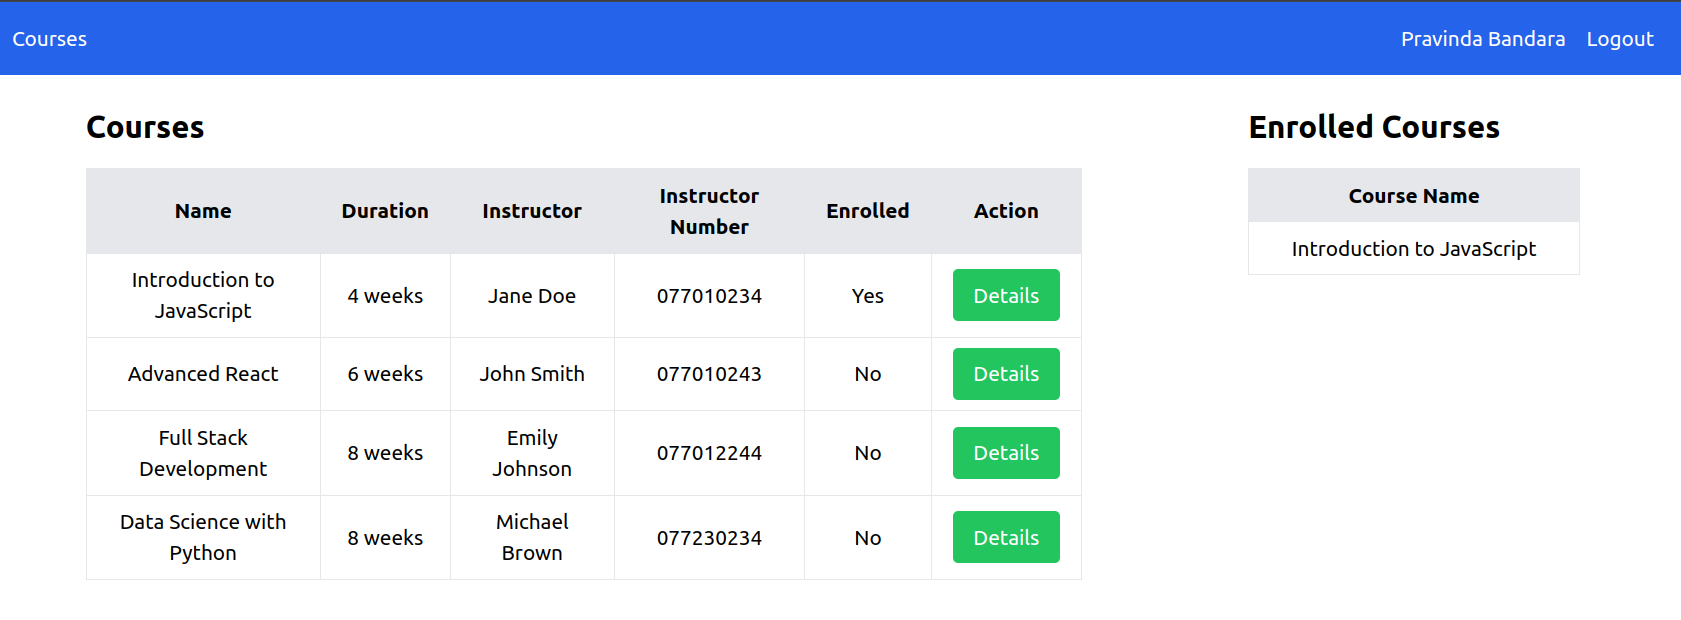 Courses
Pravinda Bandara Logout
Courses
Name Duration Instructor Instructor Number Enrolled Action
Introduction to JavaScript 4 weeks Jane Doe 077010234 Yes Details
Advanced React 6 weeks John Smith 077010243 No Details
Full Stack Development 8 weeks Emily Johnson 077012244 No Details
Data Science with Python 8 weeks Michael Brown 077230234 No Details
Enrolled Courses
Course Name
Introduction to JavaScript